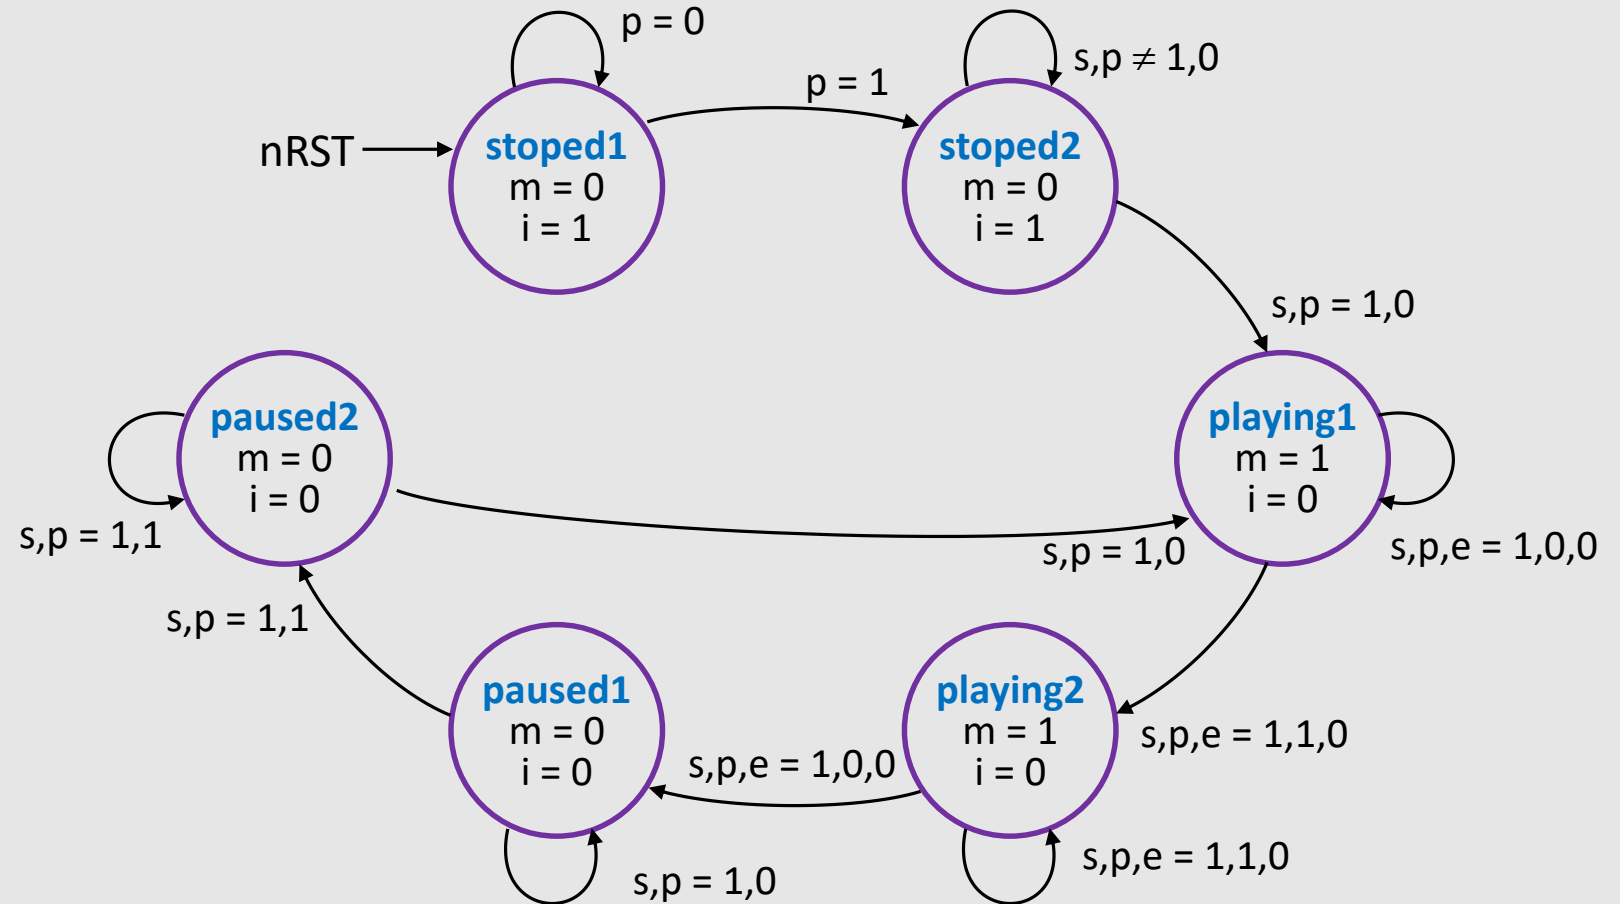 p = 0
s,p ≠ 1,0
p = 1
nRST
stoped1
m = 0
i = 1
stoped2
m = 0
i = 1
s,p = 1,0
paused2
m = 0
i = 0
playing1
m = 1
i = 0
s,p = 1,1
s,p = 1,0
s,p,e = 1,0,0
s,p = 1,1
paused1
m = 0
i = 0
playing2
m = 1
i = 0
s,p,e = 1,1,0
s,p,e = 1,0,0
s,p = 1,0
s,p,e = 1,1,0